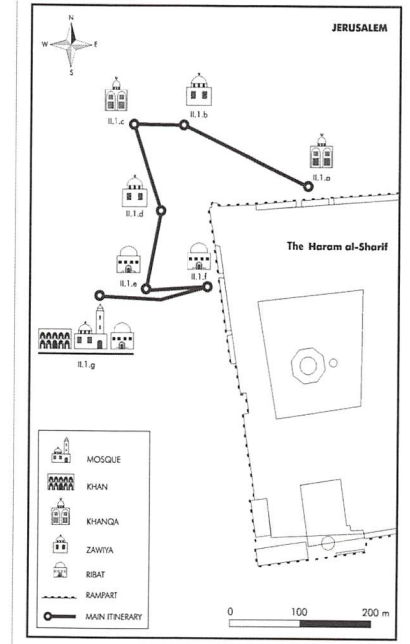 JERUSALEM
N
W E
S
II.1.c
II.1.b
II.1.a
II.1.d
The Haram al-Sharif
II.1.e
II.1.f
II.1.g
MOSQUE
KHAN
KHANQA
ZAWIYA
RIBAT
RAMPART
MAIN ITINERARY
0 100 200 m